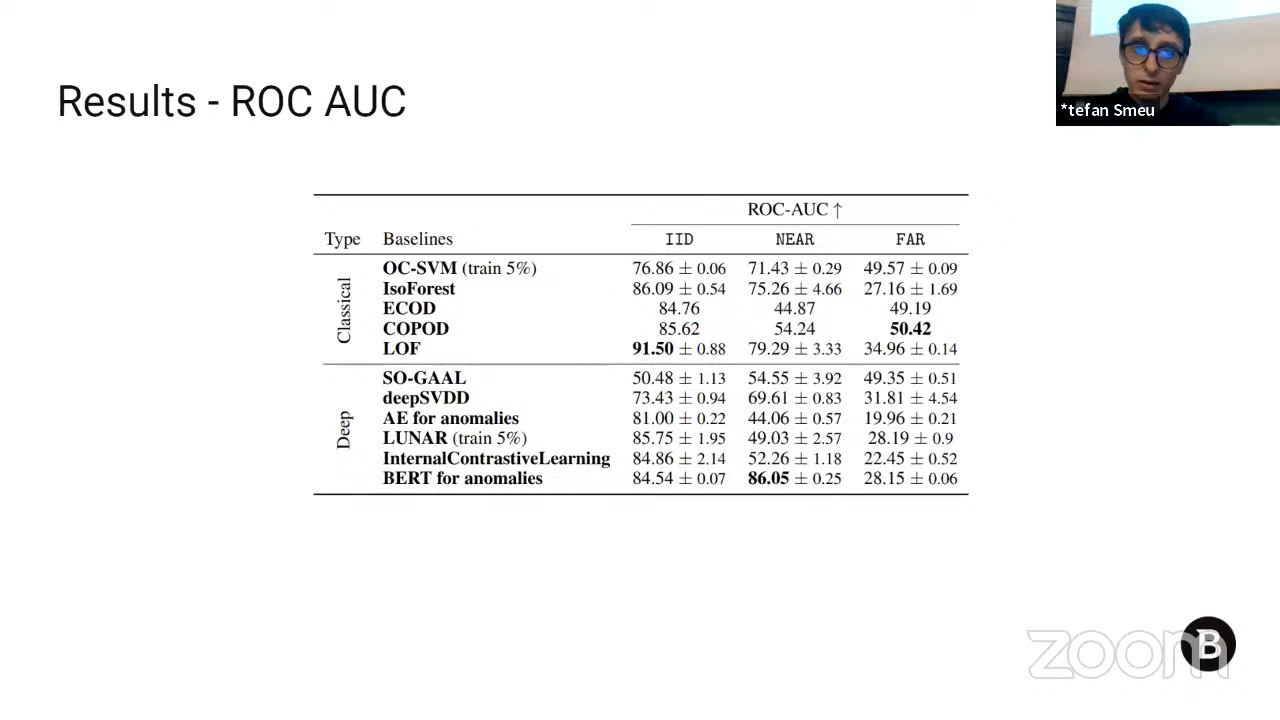 Results - ROC AUC
*tefan Smeu
ROC-AUC ↑
Type Baselines IID NEAR FAR
Classical
OC-SVM (train 5%) 76.86 ± 0.06 71.43 ± 0.29 49.57 ± 0.09
IsoForest 86.09 ± 0.54 75.26 ± 4.66 27.16 ± 1.69
ECOD 84.76 44.87 49.19
COPOD 85.62 54.24 50.42
LOF 91.50 ± 0.88 79.29 ± 3.33 34.96 ± 0.14
Deep
SO-GAAL 50.48 ± 1.13 54.55 ± 3.92 49.35 ± 0.51
deepSVDD 73.43 ± 0.94 69.61 ± 0.83 31.81 ± 4.54
AE for anomalies 81.00 ± 0.22 44.06 ± 0.57 19.96 ± 0.21
LUNAR (train 5%) 85.75 ± 1.95 49.03 ± 2.57 28.19 ± 0.9
InternalContrastiveLearning 84.86 ± 2.14 52.26 ± 1.18 22.45 ± 0.52
BERT for anomalies 84.54 ± 0.07 86.05 ± 0.25 28.15 ± 0.06
zoom
B